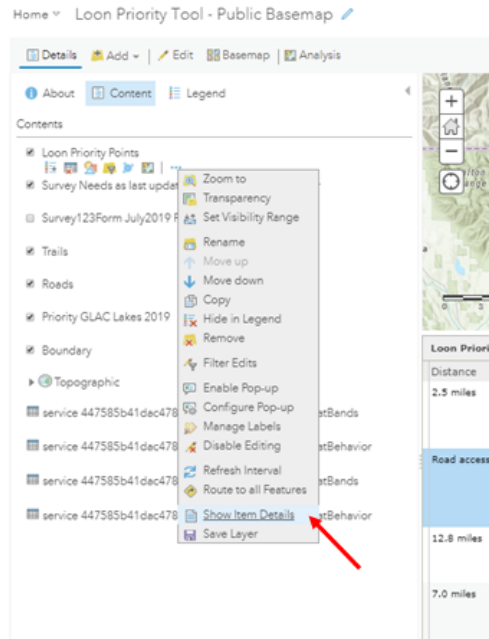 Home Loon Priority Tool - Public Basemap
Details Add Edit Basemap Analysis
About Content Legend
Contents
Loon Priority Points
Survey Needs as last updat
Survey123Form July2019
Trails
Roads
Priority GLAC Lakes 2019
Boundary
Topographic
service 447585b41dac478 atBands
service 447585b41dac478 atBehavior
service 447585b41dac478 atBands
service 447585b41dac478 atBehavior
Zoom to
Transparency
Set Visibility Range
Rename
Move up
Move down
Copy
Hide in Legend
Remove
Filter Edits
Enable Pop-up
Configure Pop-up
Manage Labels
Disable Editing
Refresh Interval
Route to all Features
Show Item Details
Save Layer
Loon Priori
Distance
2.5 miles
Road access
12.8 miles
7.0 miles